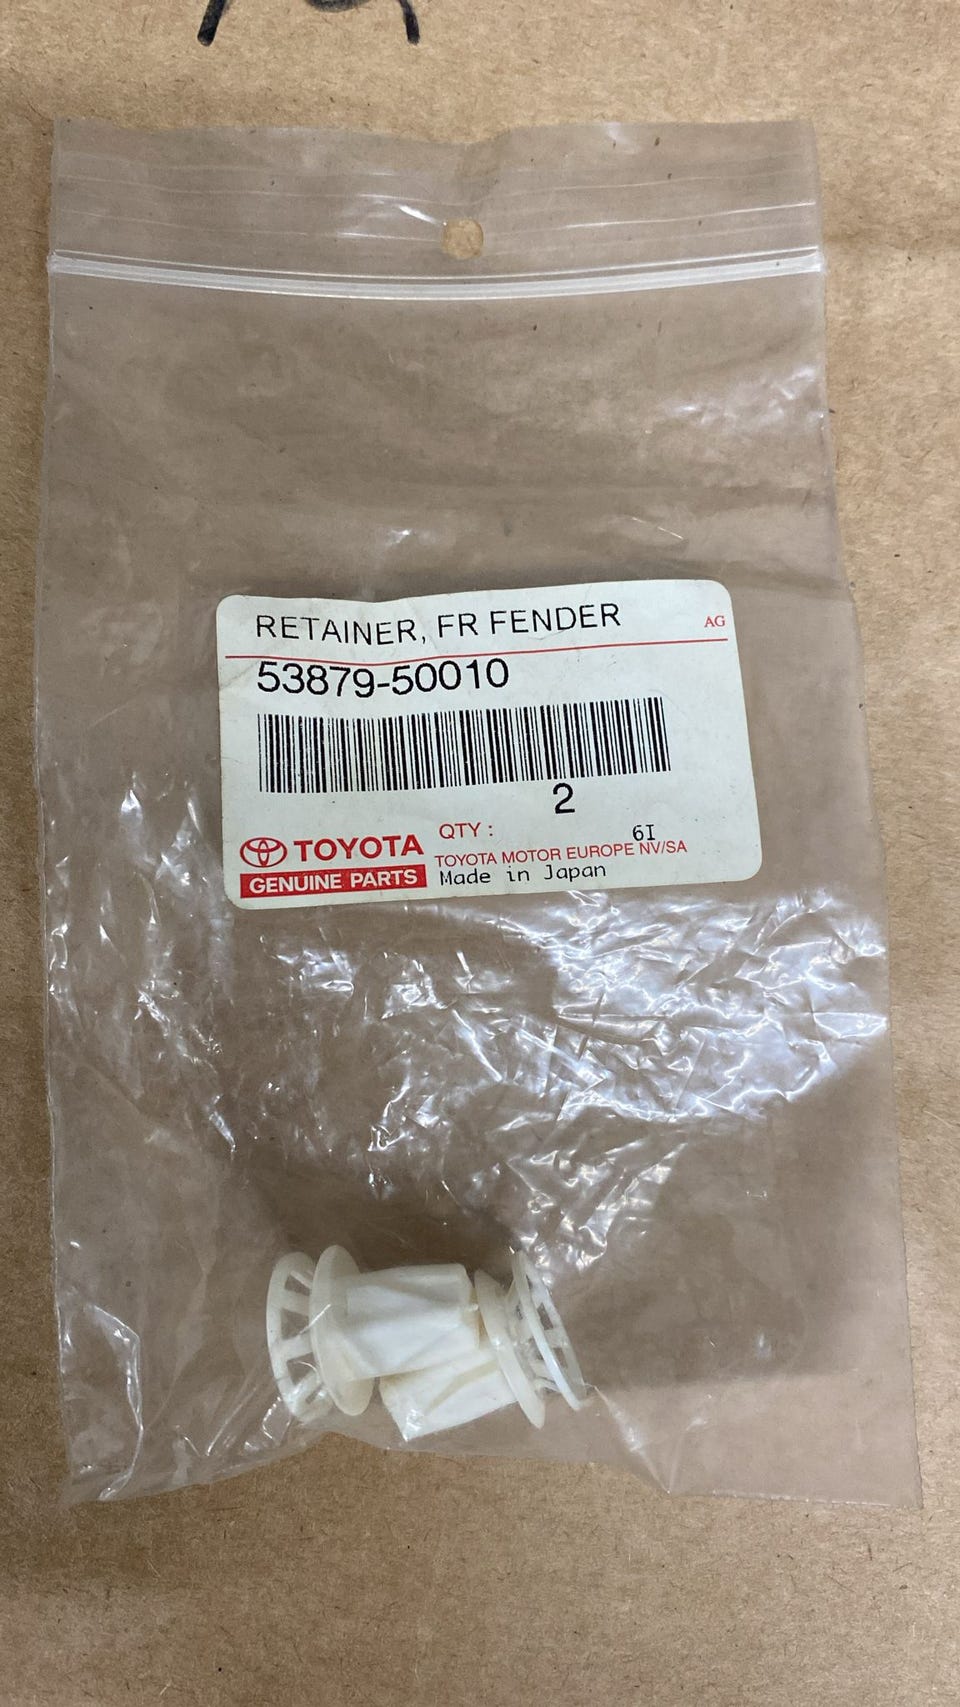 RETAINER, FR FENDER
AG
53879-50010
2
QTY :
6I
TOYOTA
TOYOTA MOTOR EUROPE NV/SA
GENUINE PARTS
Made in Japan